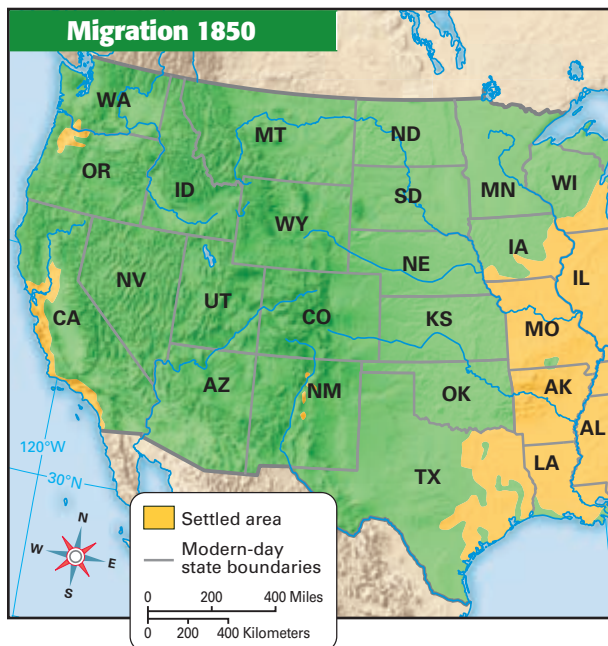 Migration 1850
WA
MT
ND
MN
WI
OR
ID
SD
WY
IA
NE
IL
NV
UT
CA
CO
KS
MO
AZ
NM
OK
AK
AL
TX
LA
120°W
30°N
N
W
E
S
Settled area
Modern-day
state boundaries
0 200 400 Miles
0 200 400 Kilometers